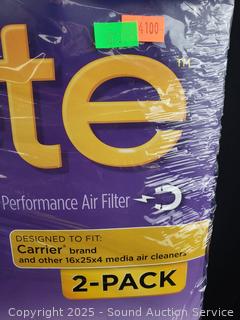 4100
te™
Performance Air Filter
DESIGNED TO FIT:
Carrier® brand
and other 16x25x4 media air cleaners
2-PACK
Copyright 2025 - Sound Auction Service